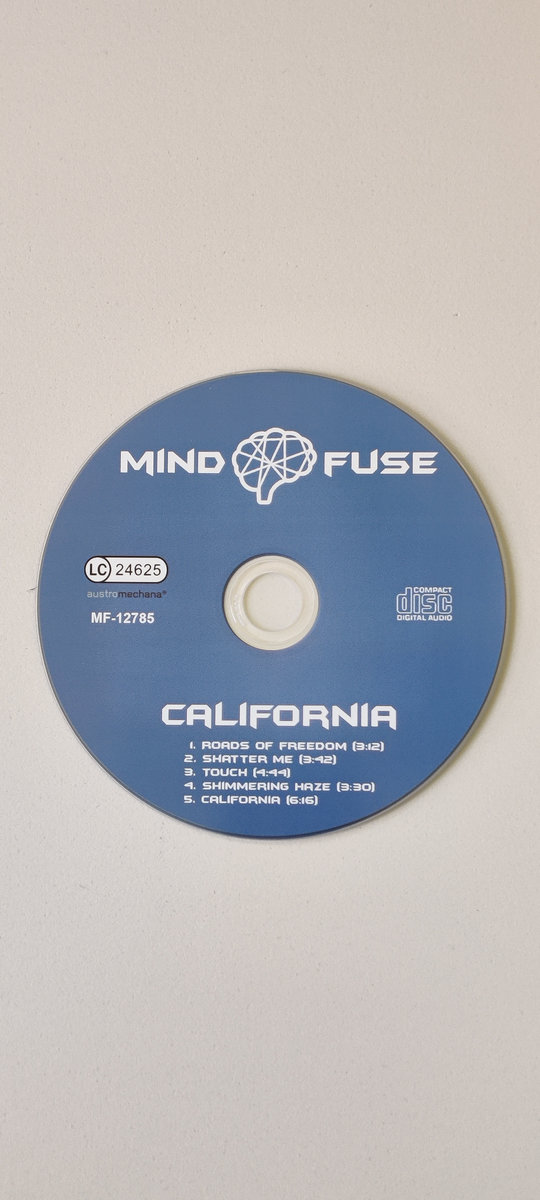 MIND FUSE
LC 24625
austromechana®
MF-12785
COMPACT
disc
DIGITAL AUDIO
CALIFORNIA
1. ROADS OF FREEDOM (3:12)
2. SHATTER ME (3:42)
3. TOUCH (4:44)
4. SHIMMERING HAZE (3:30)
5. CALIFORNIA (6:16)